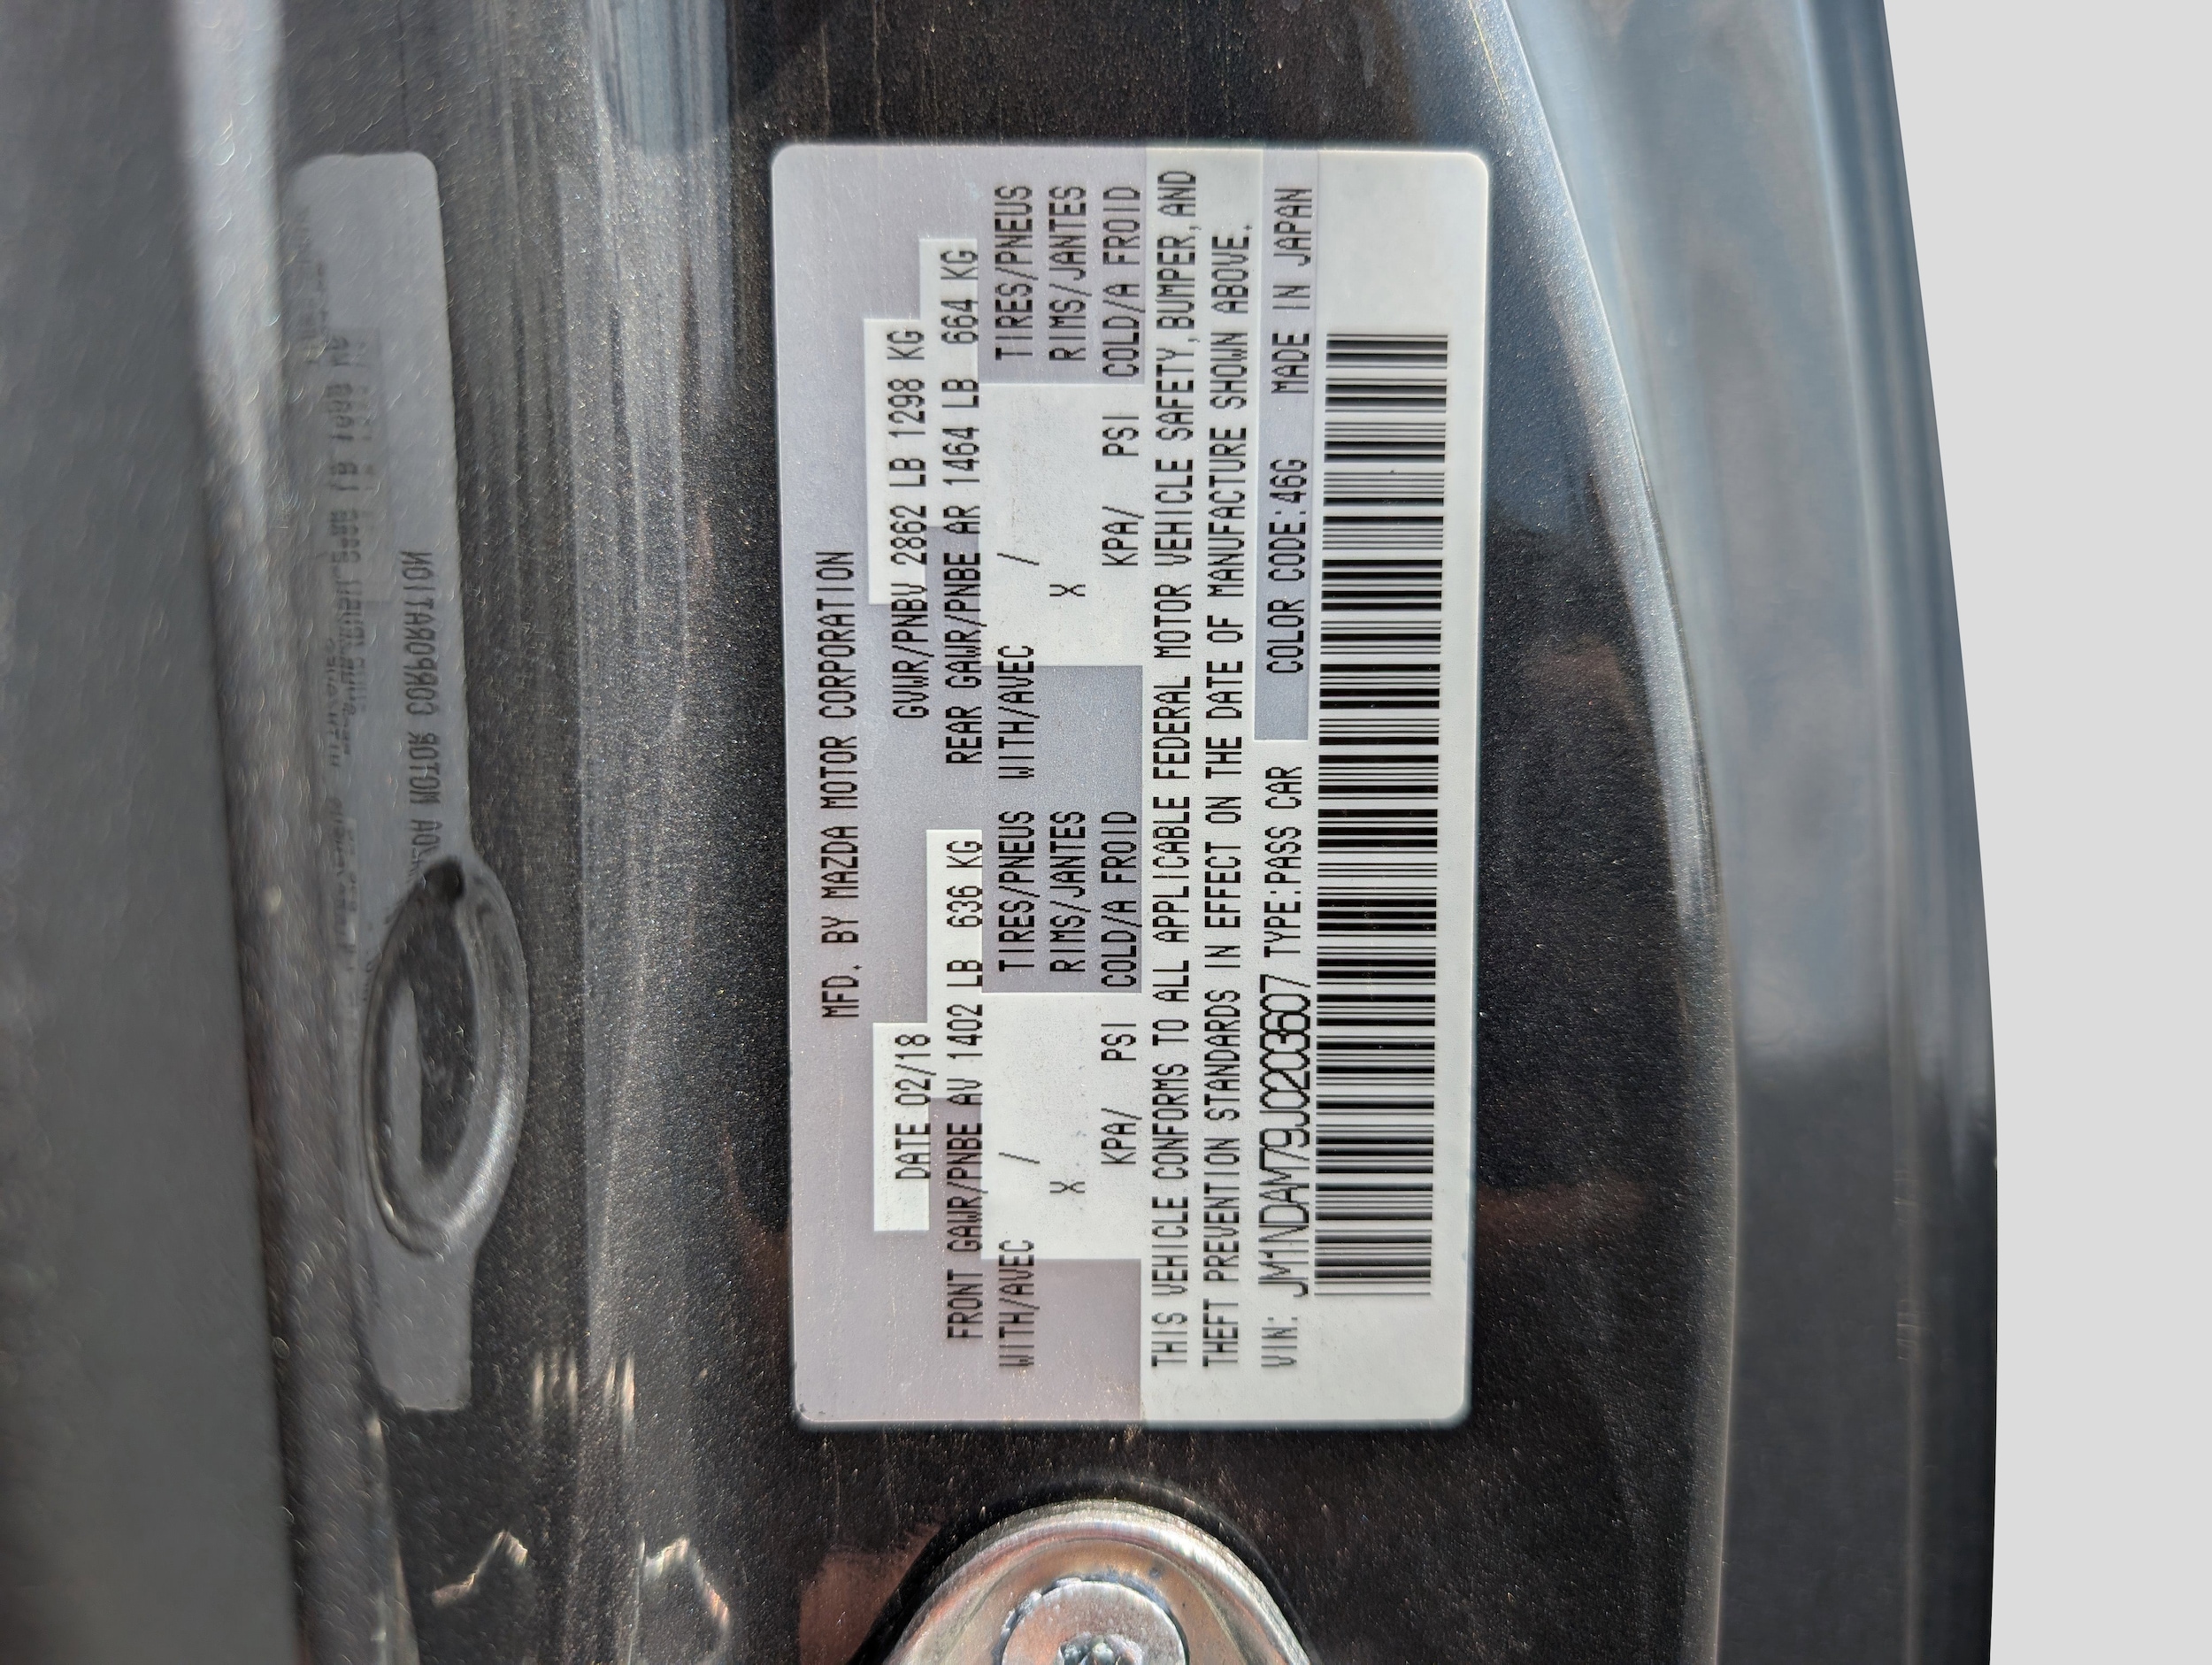 MFD. BY MAZDA MOTOR CORPORATION
DATE 02/18 GVWR/PNBV 2862 LB 1298 KG
FRONT GAWR/PNBE AV 1402 LB 636 KG REAR GAWR/PNBE AR 1464 LB 664 KG
WITH/AVEC / TIRES/PNEUS WITH/AVEC / TIRES/PNEUS
X RIMS/JANTES X RIMS/JANTES
KPA/ PSI COLD/A FROID KPA/ PSI COLD/A FROID
THIS VEHICLE CONFORMS TO ALL APPLICABLE FEDERAL MOTOR VEHICLE SAFETY, BUMPER, AND
THEFT PREVENTION STANDARDS IN EFFECT ON THE DATE OF MANUFACTURE SHOWN ABOVE.
VIN: JM1NDAM79J0203607 TYPE:PASS CAR COLOR CODE:46G MADE IN JAPAN
MOTOR CORPORATION